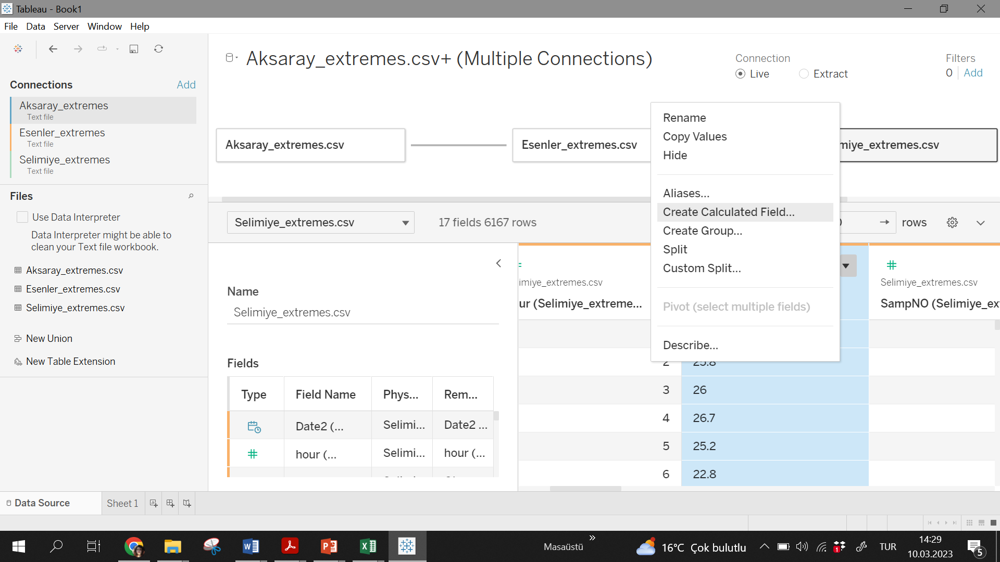 Tableau - Book1
File Data Server Window Help
Connections Add
Aksaray_extremes
Text file
Esenler_extremes
Text file
Selimiye_extremes
Text file
Files
Use Data Interpreter
Data Interpreter might be able to
clean your Text file workbook.
Aksaray_extremes.csv
Esenler_extremes.csv
Selimiye_extremes.csv
New Union
New Table Extension
Aksaray_extremes.csv+ (Multiple Connections)
Connection
Live Extract
Filters
0 Add
Aksaray_extremes.csv
Esenler_extremes.csv
miye_extremes.csv
Rename
Copy Values
Hide
Aliases...
Create Calculated Field...
Create Group...
Split
Custom Split...
Pivot (select multiple fields)
Describe...
Selimiye_extremes.csv 17 fields 6167 rows
rows
Name
Selimiye_extremes.csv
Fields
Type Field Name Phys... Rem...
Date2 (... Selimi... Date2 ...
hour (... Selimi... hour (...
limiye_extremes.csv
ur (Selimiye_extreme...
Selimiye_extremes.csv
SampNO (Selimiye_ex
2 25.8
3 26
4 26.7
5 25.2
6 22.8
Data Source Sheet 1
Masaüstü
16°C Çok bulutlu
1
TUR
14:29
10.03.2023
5